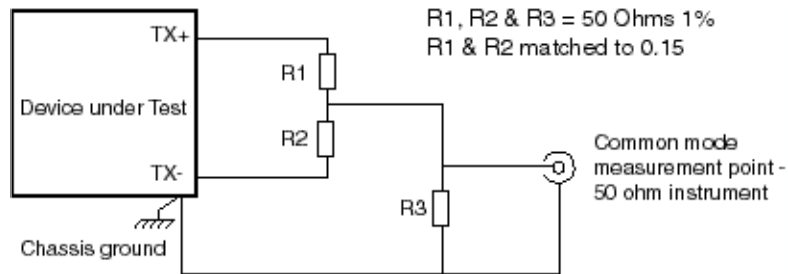 R1, R2 & R3 = 50 Ohms 1%
R1 & R2 matched to 0.15
TX+
R1
Device under Test
R2
TX-
Common mode
measurement point -
50 ohm instrument
R3
Chassis ground